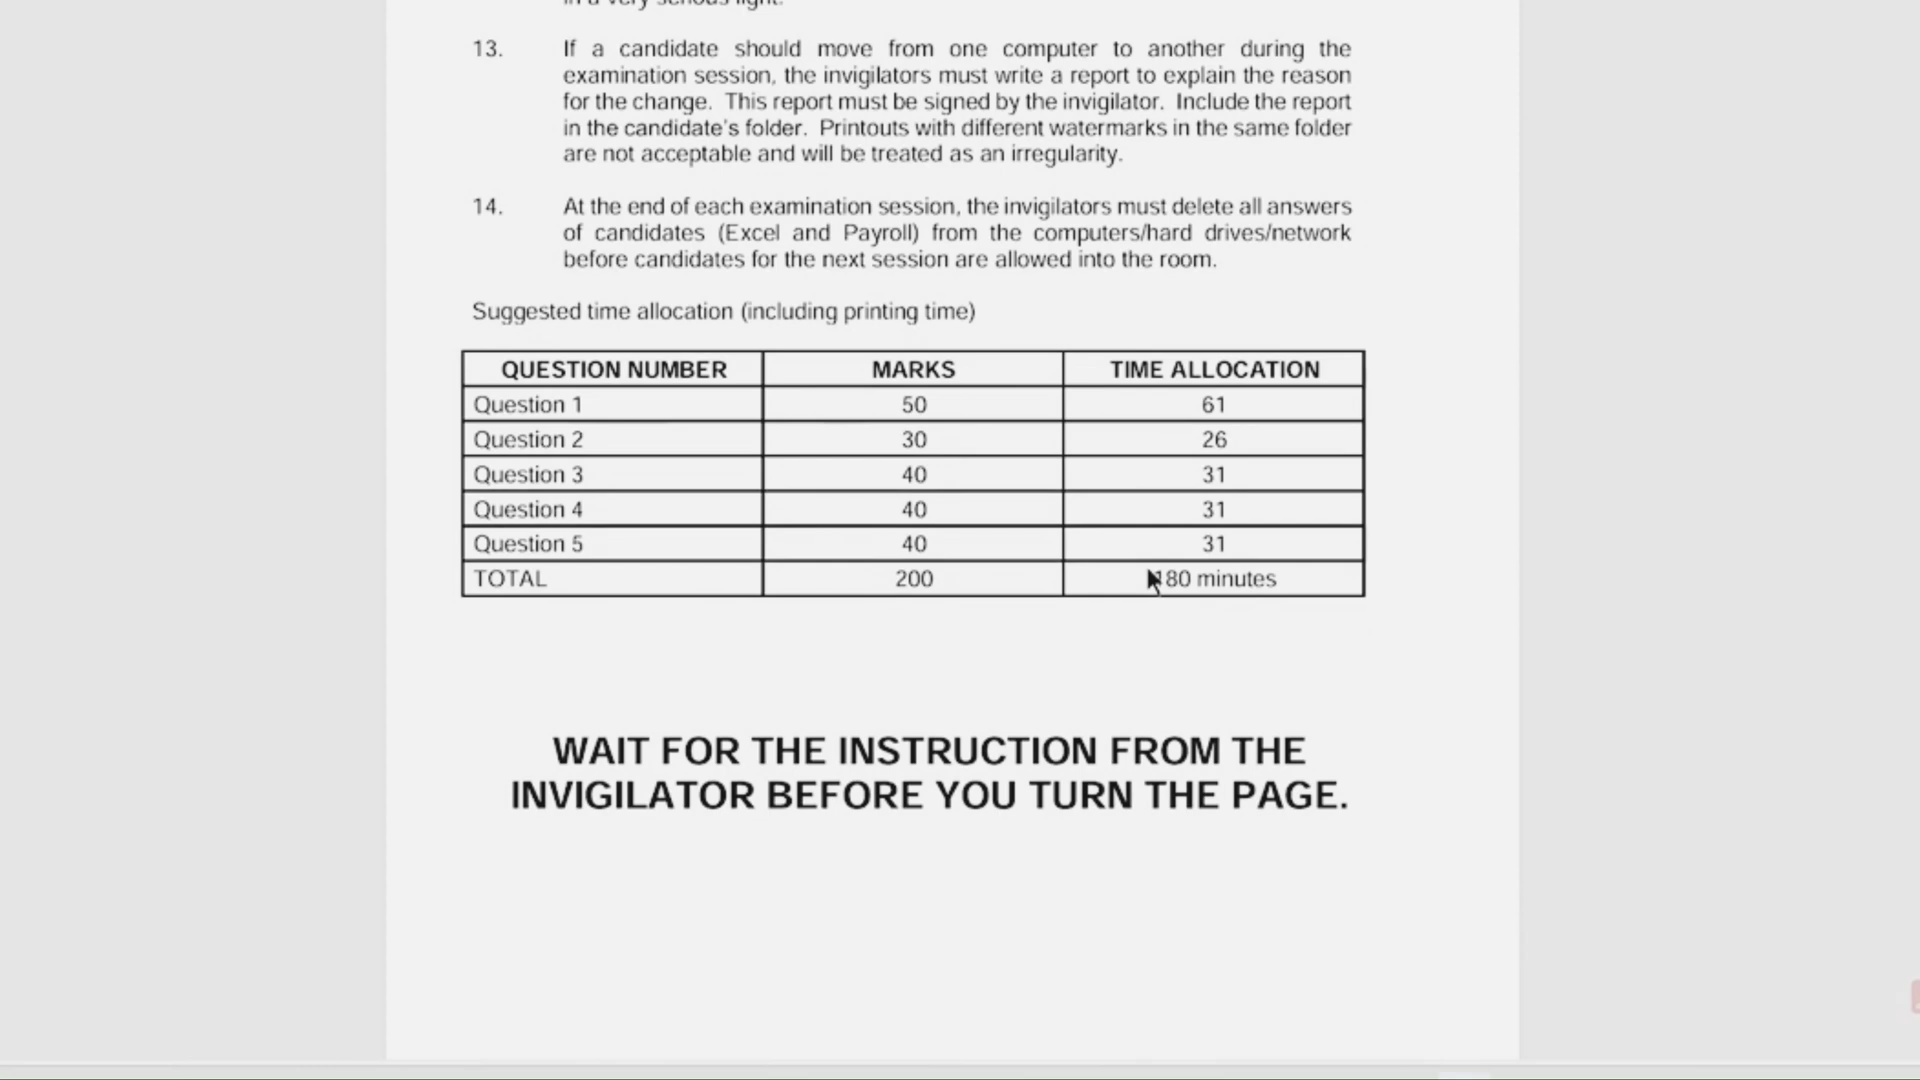 in a very serious light.
13. If a candidate should move from one computer to another during the
examination session, the invigilators must write a report to explain the reason
for the change. This report must be signed by the invigilator. Include the report
in the candidate's folder. Printouts with different watermarks in the same folder
are not acceptable and will be treated as an irregularity.
14. At the end of each examination session, the invigilators must delete all answers
of candidates (Excel and Payroll) from the computers/hard drives/network
before candidates for the next session are allowed into the room.
Suggested time allocation (including printing time)
QUESTION NUMBER MARKS TIME ALLOCATION
Question 1 50 61
Question 2 30 26
Question 3 40 31
Question 4 40 31
Question 5 40 31
TOTAL 200 180 minutes
WAIT FOR THE INSTRUCTION FROM THE
INVIGILATOR BEFORE YOU TURN THE PAGE.